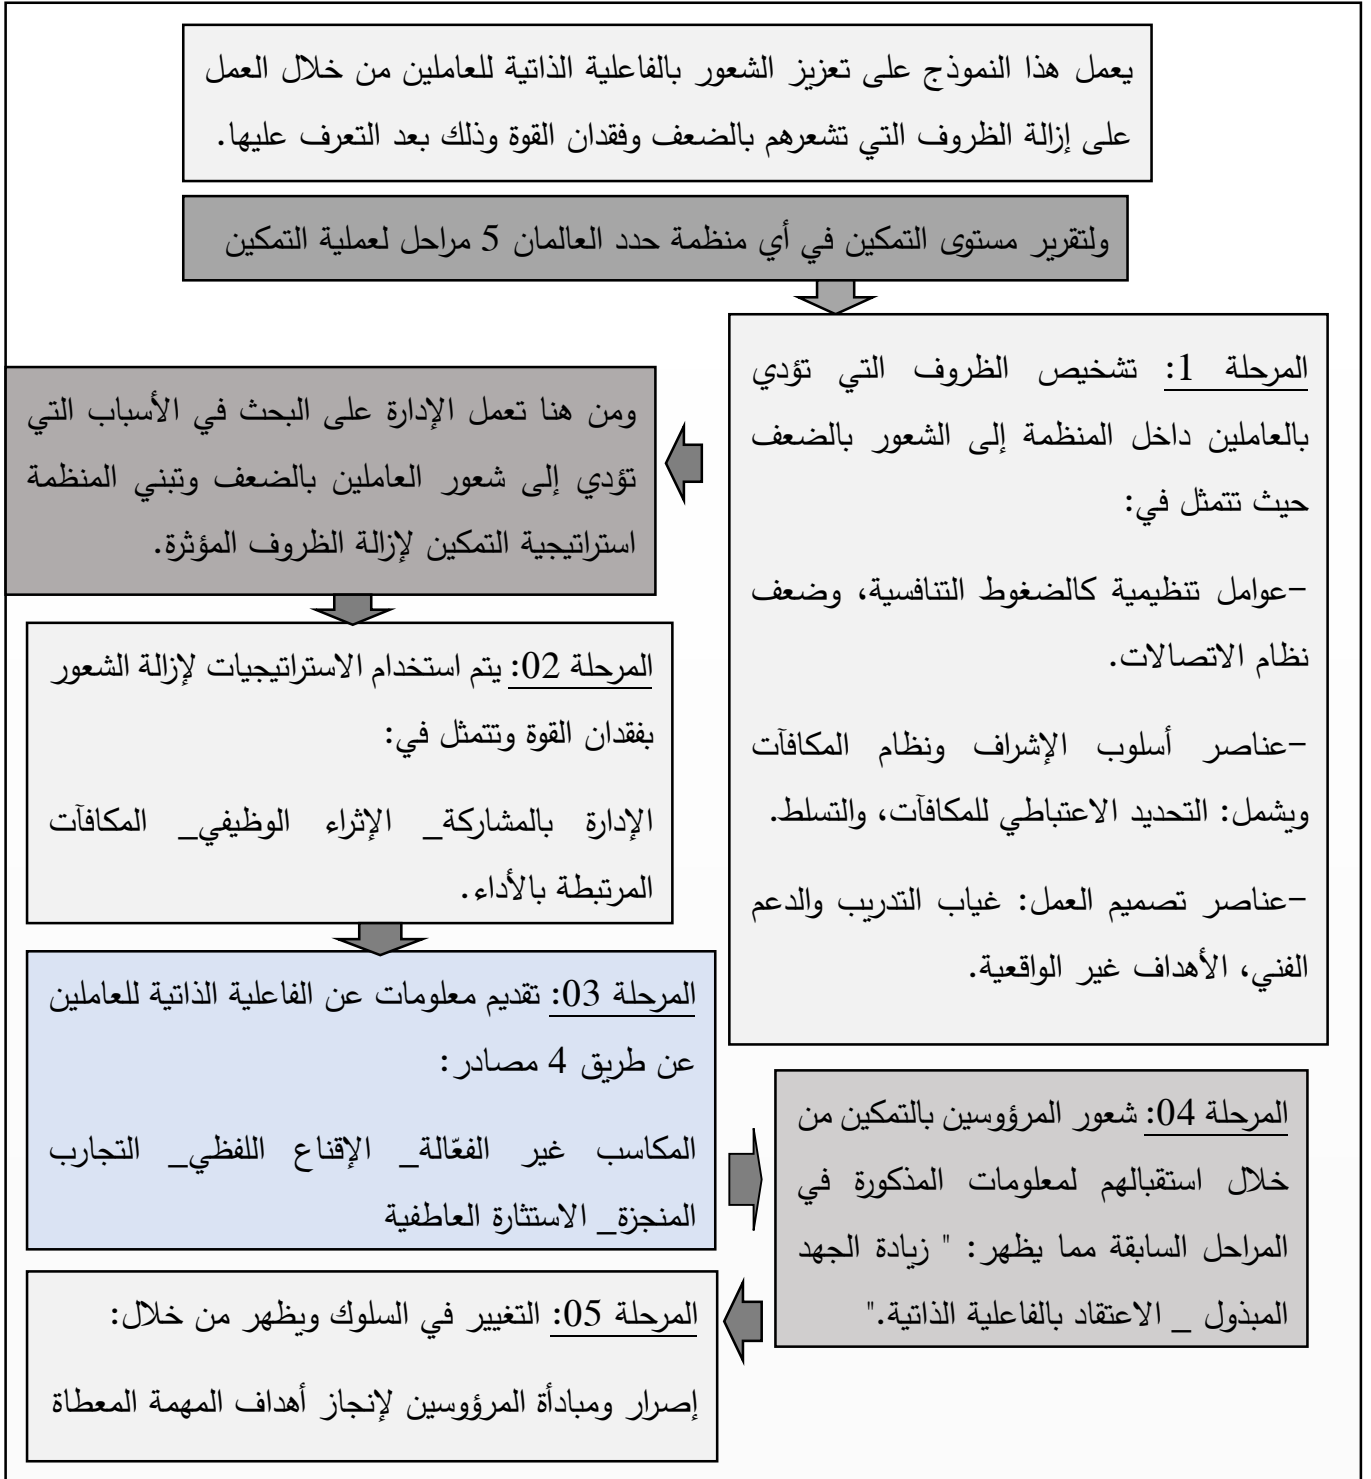 يعمل هذا النموذج على تعزيز الشعور بالفاعلية الذاتية للعاملين من خلال العمل
على إزالة الظروف التي تشعرهم بالضعف وفقدان القوة وذلك بعد التعرف عليها.
ولتقرير مستوى التمكين في أي منظمة حدد العالمان 5 مراحل لعملية التمكين
المرحلة 1: تشخيص الظروف التي تؤدي
بالعاملين داخل المنظمة إلى الشعور بالضعف
حيث تتمثل في:
-عوامل تنظيمية كالضغوط التنافسية، وضعف
نظام الاتصالات.
-عناصر أسلوب الإشراف ونظام المكافآت
ويشمل: التحديد الاعتباطي للمكافآت، والتسلط.
-عناصر تصميم العمل: غياب التدريب والدعم
الفني، الأهداف غير الواقعية.
ومن هنا تعمل الإدارة على البحث في الأسباب التي
تؤدي إلى شعور العاملين بالضعف وتبني المنظمة
استراتيجية التمكين لإزالة الظروف المؤثرة.
المرحلة 02: يتم استخدام الاستراتيجيات لإزالة الشعور
بفقدان القوة وتتمثل في:
الإدارة بالمشاركة_ الإثراء الوظيفي_ المكافآت
المرتبطة بالأداء.
المرحلة 03: تقديم معلومات عن الفاعلية الذاتية للعاملين
عن طريق 4 مصادر:
المكاسب غير الفعّالة_ الإقناع اللفظي_ التجارب
المنجزة_ الاستثارة العاطفية
المرحلة 04: شعور المرؤوسين بالتمكين من
خلال استقبالهم لمعلومات المذكورة في
المراحل السابقة مما يظهر: " زيادة الجهد
المبذول _ الاعتقاد بالفاعلية الذاتية."
المرحلة 05: التغيير في السلوك ويظهر من خلال:
إصرار ومبادأة المرؤوسين لإنجاز أهداف المهمة المعطاة